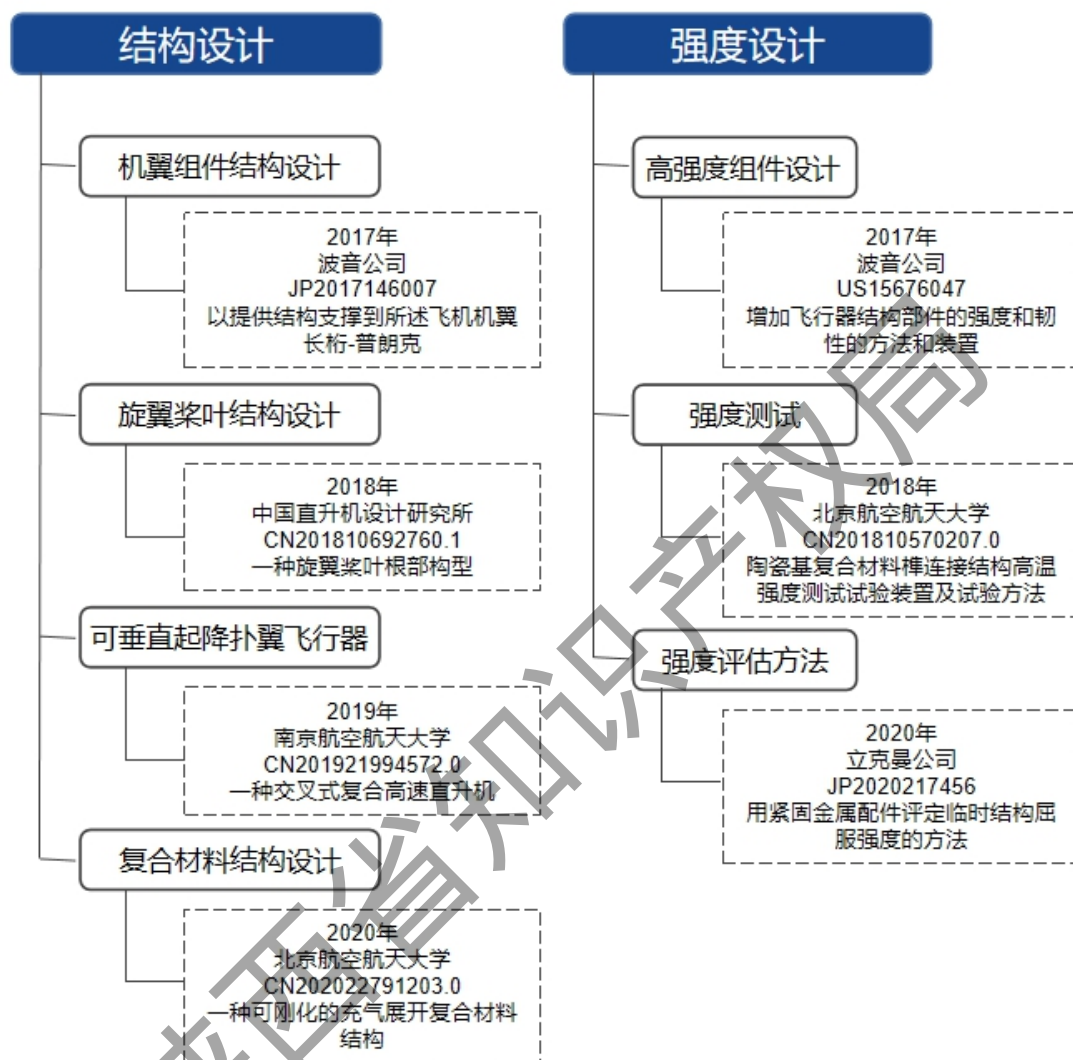 结构设计
机翼组件结构设计
2017年
波音公司
JP2017146007
以提供结构支撑到所述飞机机翼
长桁-普朗克
旋翼桨叶结构设计
2018年
中国直升机设计研究所
CN201810692760.1
一种旋翼桨叶根部构型
可垂直起降扑翼飞行器
2019年
南京航空航天大学
CN201921994572.0
一种交叉式复合高速直升机
复合材料结构设计
2020年
北京航空航天大学
CN202022791203.0
一种可刚化的充气展开复合材料
结构
强度设计
高强度组件设计
2017年
波音公司
US15676047
增加飞行器结构部件的强度和韧
性的方法和装置
强度测试
2018年
北京航空航天大学
CN201810570207.0
陶瓷基复合材料榫连接结构高温
强度测试试验装置及试验方法
强度评估方法
2020年
立克曼公司
JP2020217456
用紧固金属配件评定临时结构屈
服强度的方法
西省知识产权局